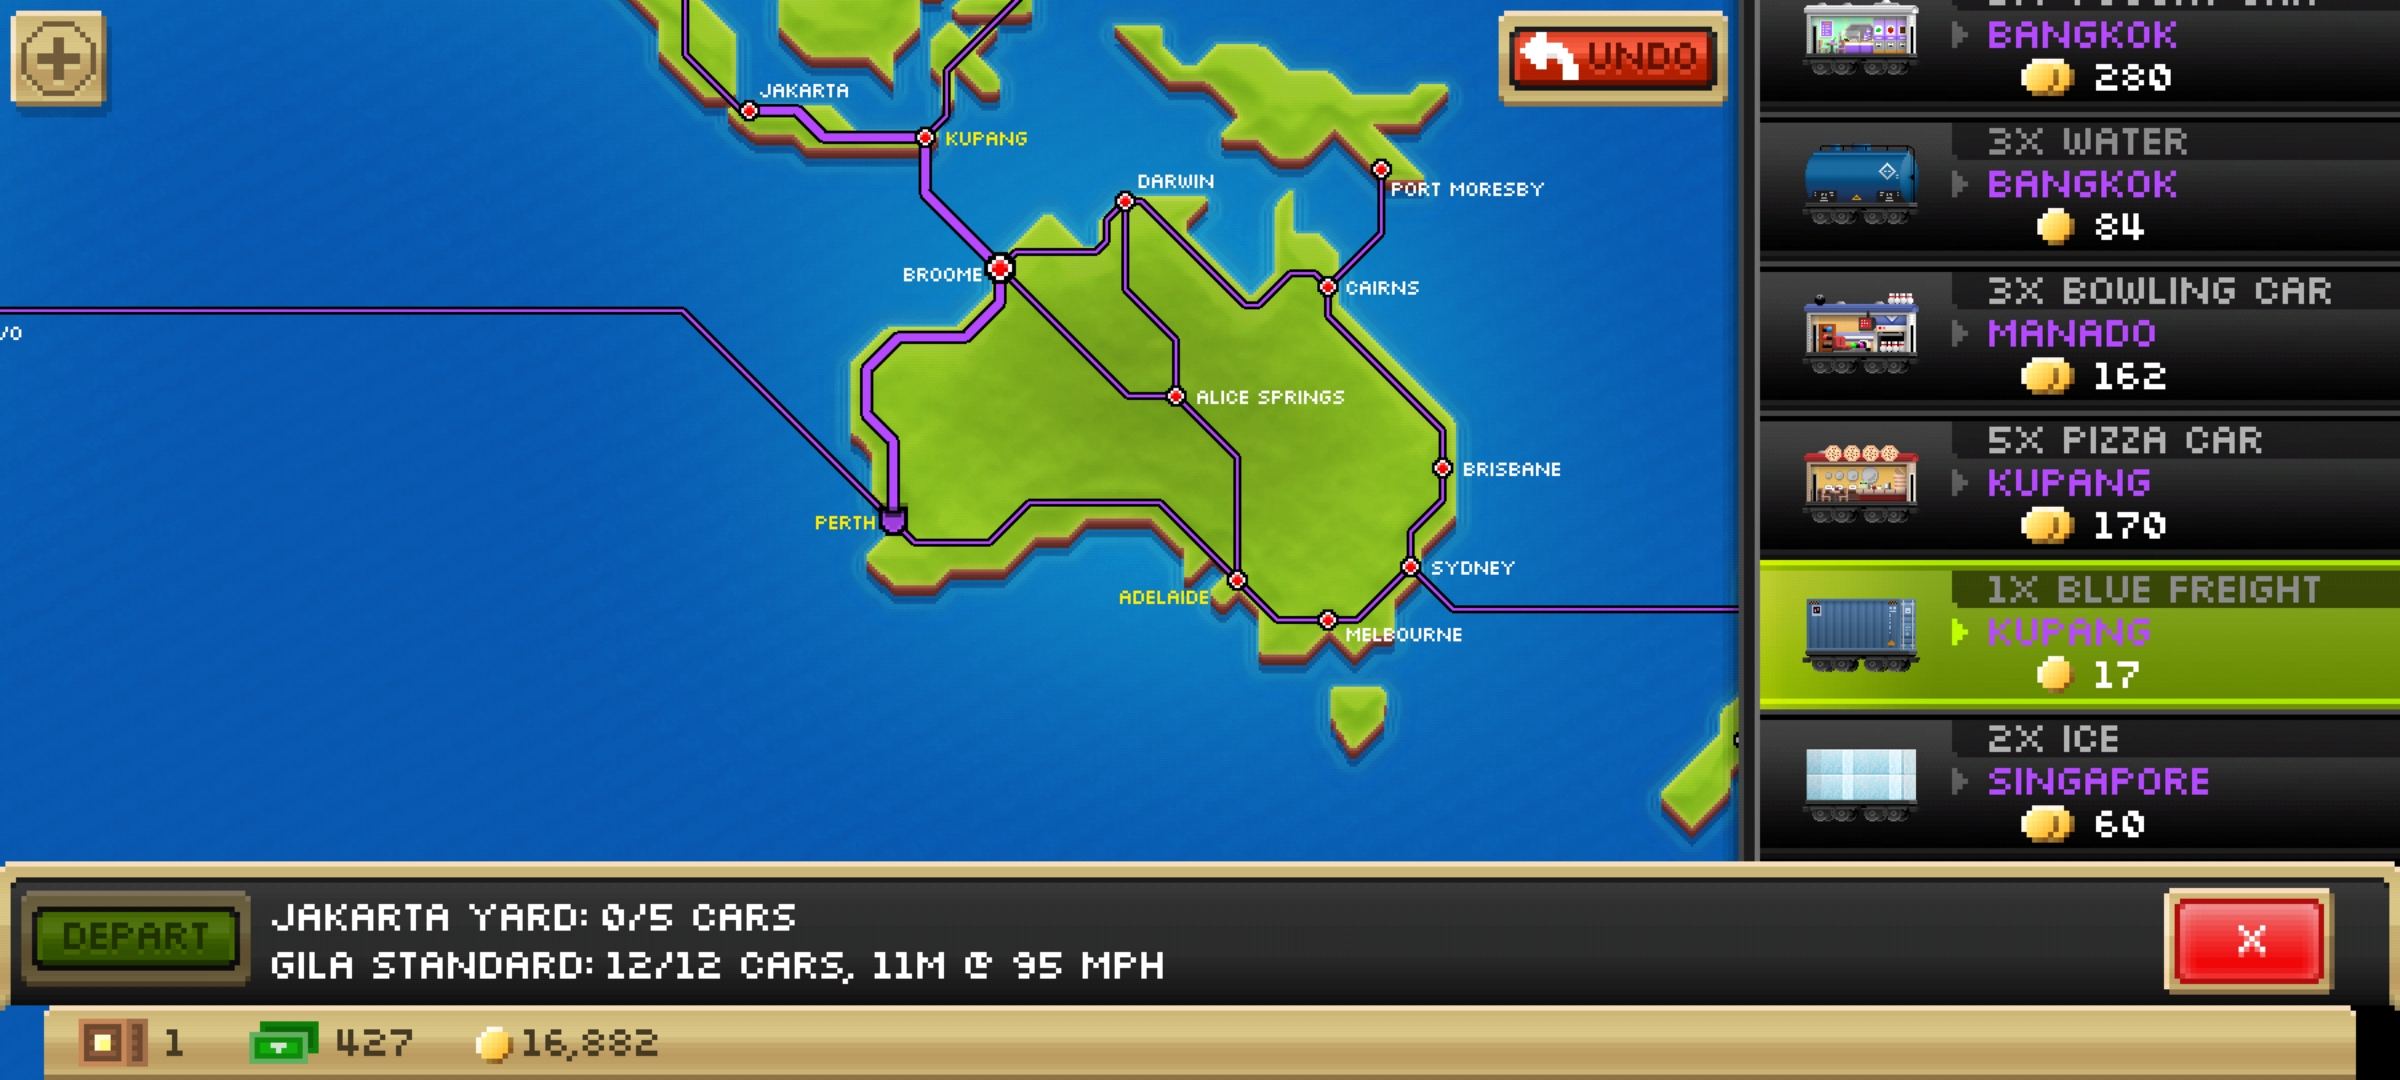 UNDO
JAKARTA
KUPANG
DARWIN
PORT MORESBY
BROOME
CAIRNS
VO
ALICE SPRINGS
BRISBANE
PERTH
SYDNEY
ADELAIDE
MELBOURNE
BANGKOK
280
3X WATER
BANGKOK
84
3X BOWLING CAR
MANADO
162
5X PIZZA CAR
KUPANG
170
1X BLUE FREIGHT
KUPANG
17
2X ICE
SINGAPORE
60
DEPART
JAKARTA YARD: 0/5 CARS
GILA STANDARD: 12/12 CARS, 11M @ 95 MPH
X
1
427
16,882